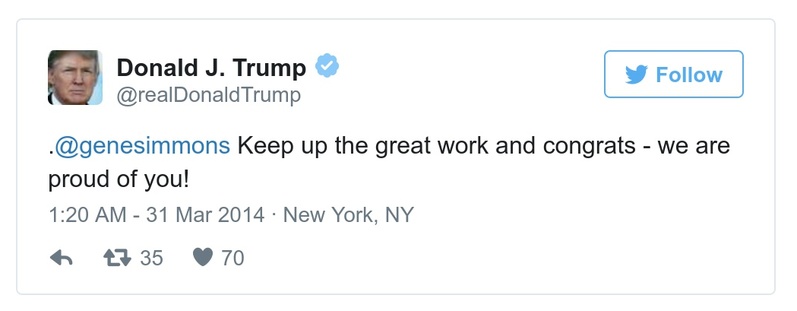 Donald J. Trump
@realDonaldTrump
Follow
.@genesimmons Keep up the great work and congrats - we are
proud of you!
1:20 AM - 31 Mar 2014 · New York, NY
35 70